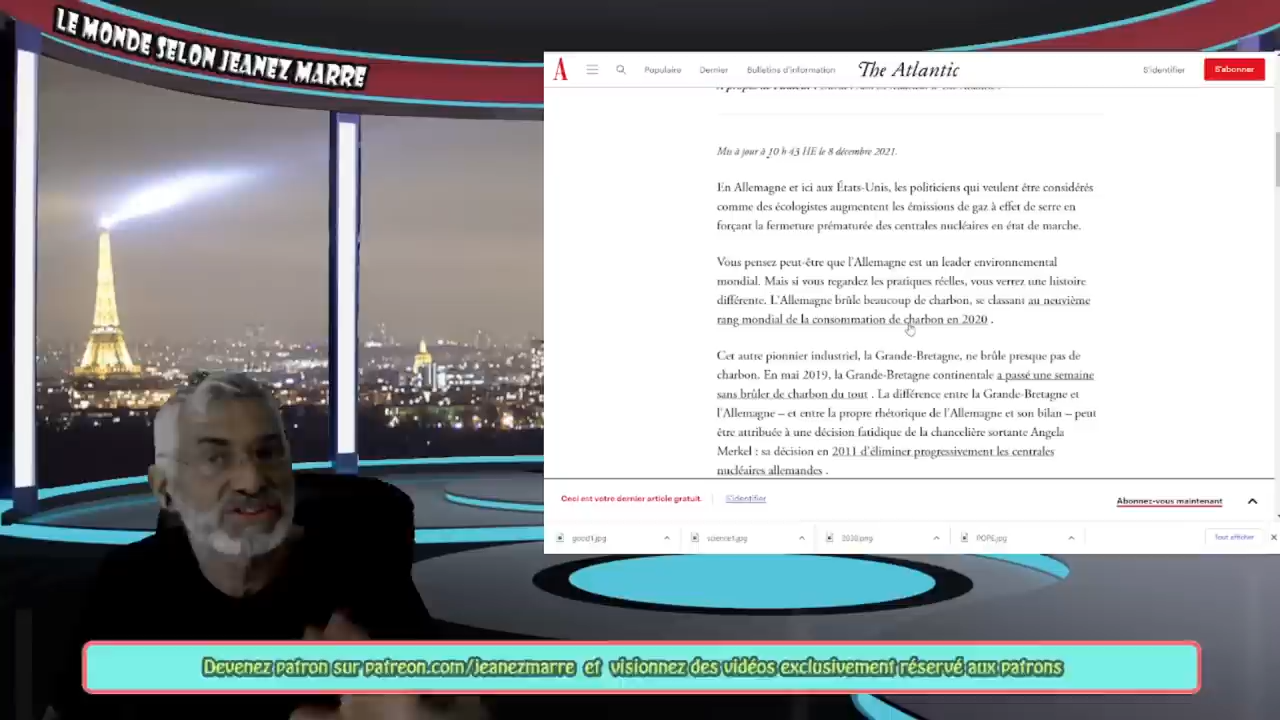 LE MONDE SELON JEANEZ MARRE
A
Populaire
Dernier
Bulletins d'information
The Atlantic
S'identifier
S'abonner
Mis à jour à 10 h 43 HE le 8 décembre 2021.
En Allemagne et ici aux États-Unis, les politiciens qui veulent être considérés
comme des écologistes augmentent les émissions de gaz à effet de serre en
forçant la fermeture prématurée des centrales nucléaires en état de marche.
Vous pensez peut-être que l'Allemagne est un leader environnemental
mondial. Mais si vous regardez les pratiques réelles, vous verrez une histoire
différente. L'Allemagne brûle beaucoup de charbon, se classant au neuvième
rang mondial de la consommation de charbon en 2020 .
Cet autre pionnier industriel, la Grande-Bretagne, ne brûle presque pas de
charbon. En mai 2019, la Grande-Bretagne continentale a passé une semaine
sans brûler de charbon du tout . La différence entre la Grande-Bretagne et
l'Allemagne – et entre la propre rhétorique de l'Allemagne et son bilan – peut
être attribuée à une décision fatidique de la chancelière sortante Angela
Merkel : sa décision en 2011 d'éliminer progressivement les centrales
nucléaires allemandes .
Ceci est votre dernier article gratuit.
S'identifier
Abonnez-vous maintenant
good1.jpg
2030.png
POPE.jpg
Tout afficher
Devenez patron sur patreon.com/jeanezmarre et visionnez des vidéos exclusivement réservé aux patrons